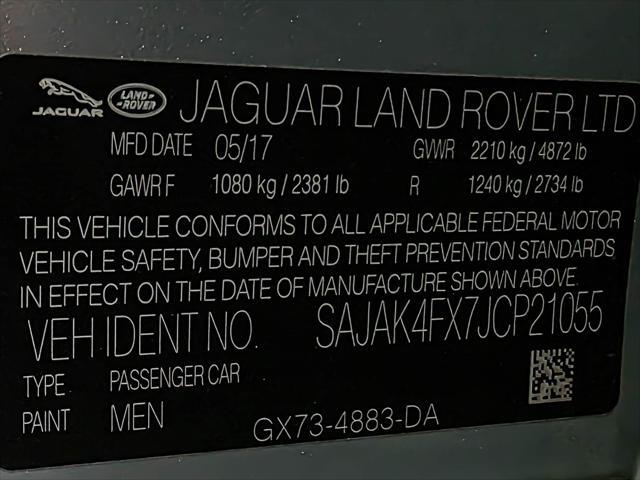 JAGUAR LAND ROVER JAGUAR LAND ROVER LTD
MFD DATE 05/17 GVWR 2210 kg / 4872 lb
GAWR F 1080 kg / 2381 lb R 1240 kg / 2734 lb
THIS VEHICLE CONFORMS TO ALL APPLICABLE FEDERAL MOTOR
VEHICLE SAFETY, BUMPER AND THEFT PREVENTION STANDARDS
IN EFFECT ON THE DATE OF MANUFACTURE SHOWN ABOVE.
VEH IDENT NO. SAJAK4FX7JCP21055
TYPE PASSENGER CAR
PAINT MEN GX73-4883-DA